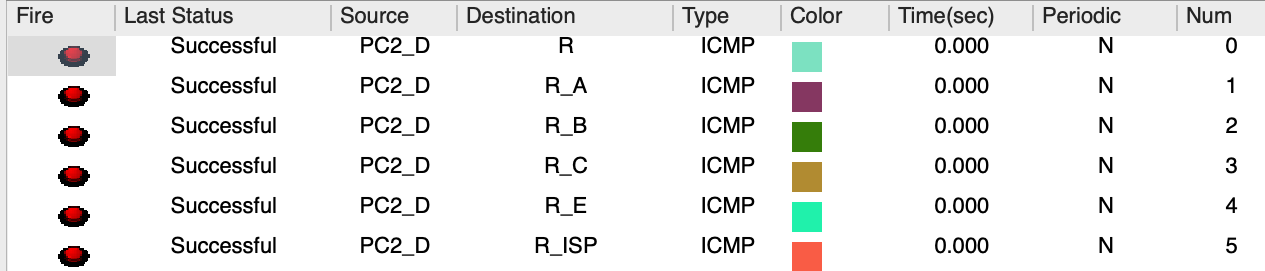 Fire Last Status Source Destination Type Color Time(sec) Periodic Num
Successful PC2_D R ICMP 0.000 N 0
Successful PC2_D R_A ICMP 0.000 N 1
Successful PC2_D R_B ICMP 0.000 N 2
Successful PC2_D R_C ICMP 0.000 N 3
Successful PC2_D R_E ICMP 0.000 N 4
Successful PC2_D R_ISP ICMP 0.000 N 5